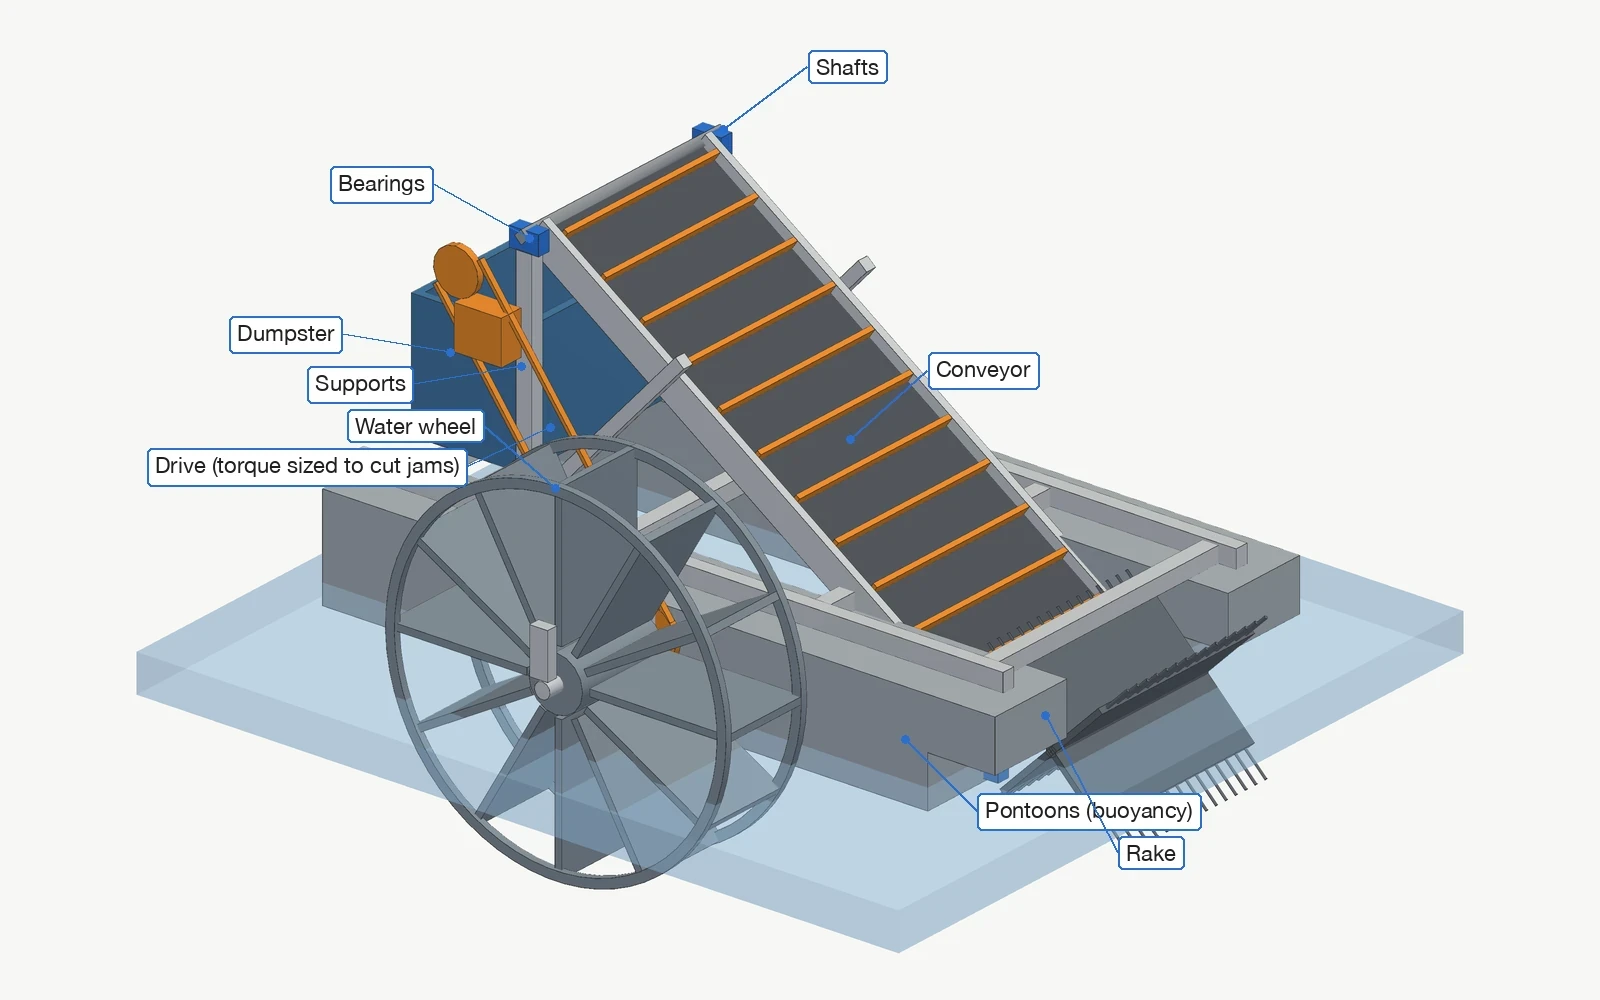 Shafts
Bearings
Dumpster
Conveyor
Supports
Water wheel
Drive (torque sized to cut jams)
Pontoons (buoyancy)
Rake